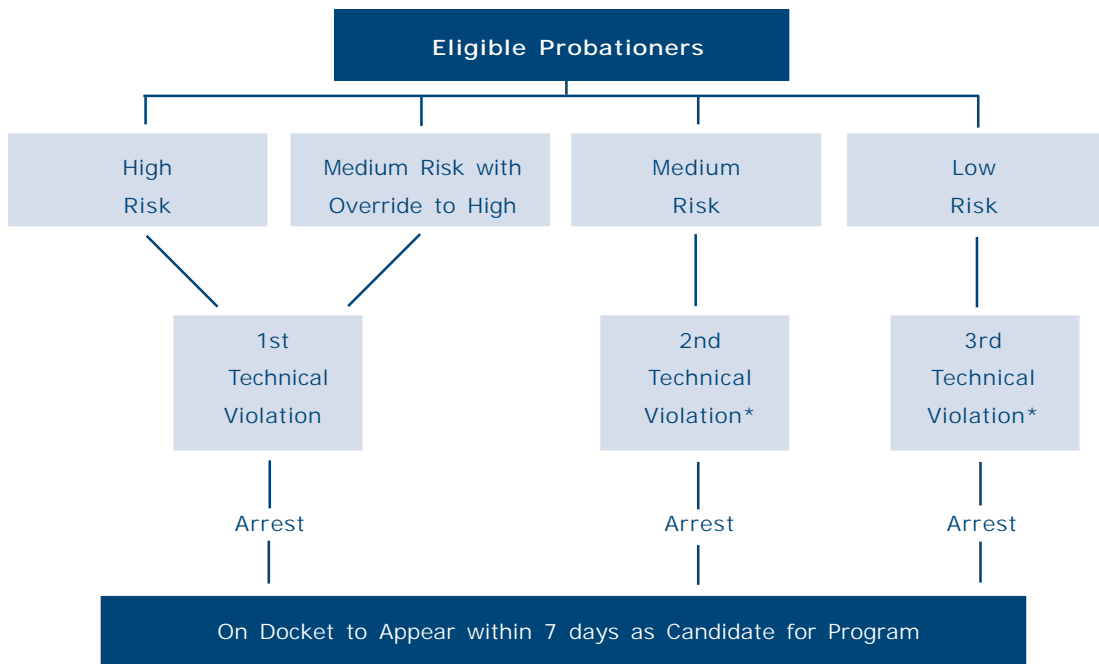 Eligible Probationers
High
Risk
Medium Risk with
Override to High
Medium
Risk
Low
Risk
1st
Technical
Violation
2nd
Technical
Violation*
3rd
Technical
Violation*
Arrest
Arrest
Arrest
On Docket to Appear within 7 days as Candidate for Program